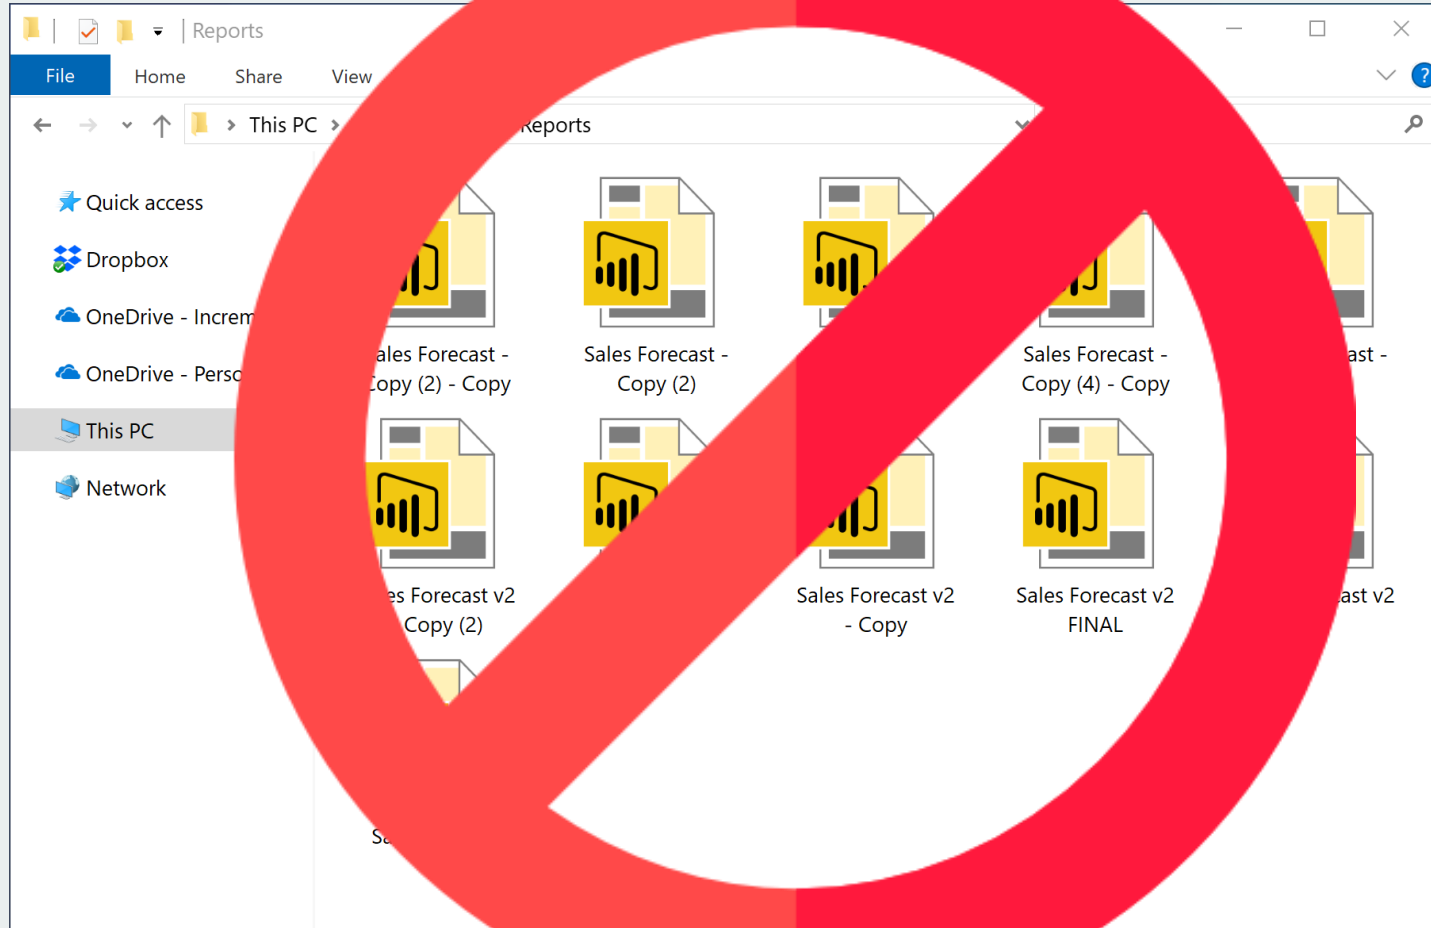 Reports
File Home Share View
?
This PC Reports
Quick access
Dropbox
OneDrive - Increm
OneDrive - Perso
This PC
Network
ales Forecast -
Copy (2) - Copy
Sales Forecast -
Copy (2)
Sales Forecast -
Copy (4) - Copy
ast -
es Forecast v2
Copy (2)
Sales Forecast v2
- Copy
Sales Forecast v2
FINAL
ast v2
Sa